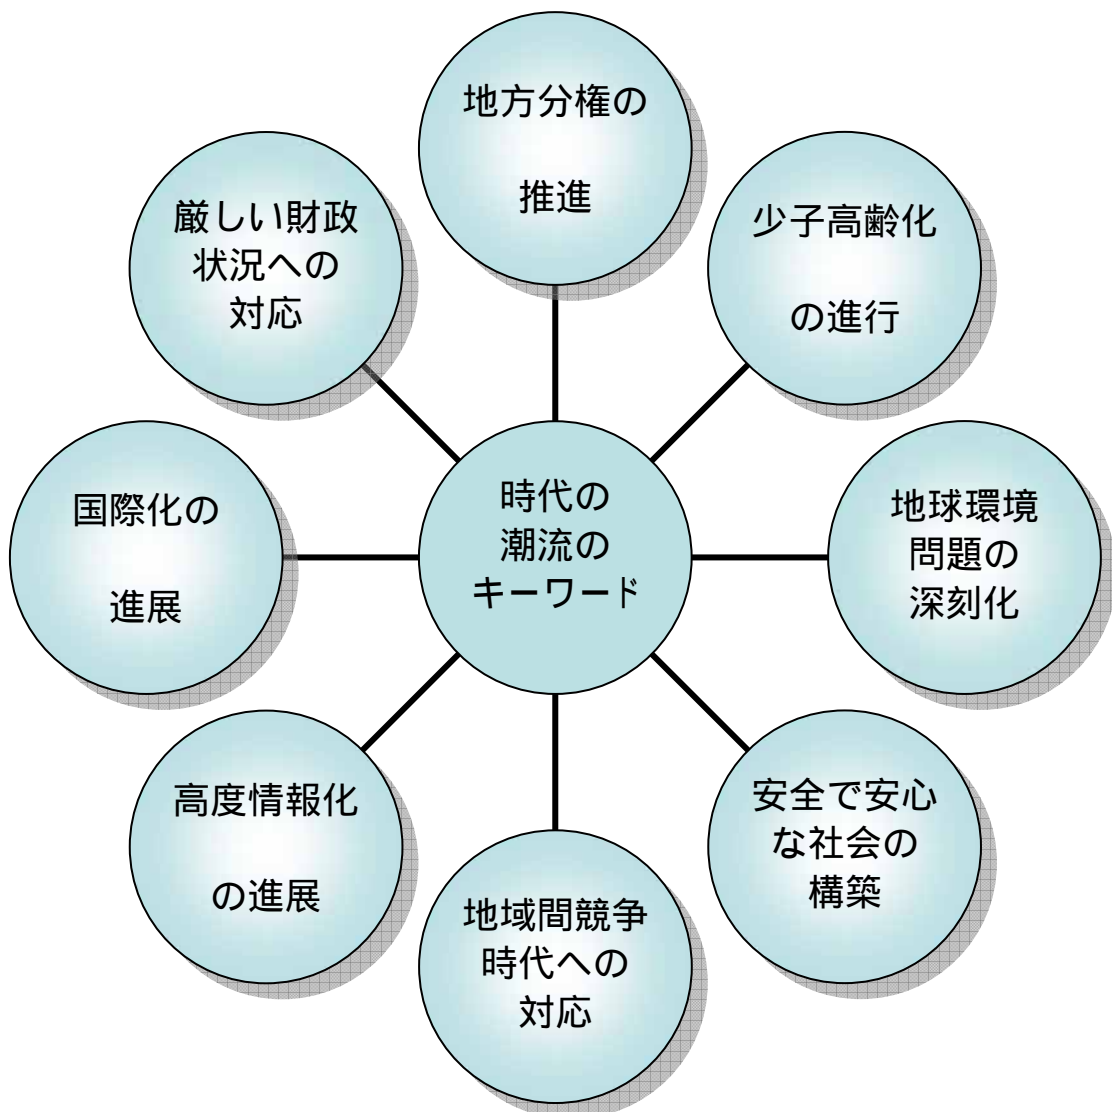 地方分権の
推進
少子高齢化
の進行
地球環境
問題の
深刻化
安全で安心
な社会の
構築
地域間競争
時代への
対応
高度情報化
の進展
国際化の
進展
厳しい財政
状況への
対応
時代の
潮流の
キーワード